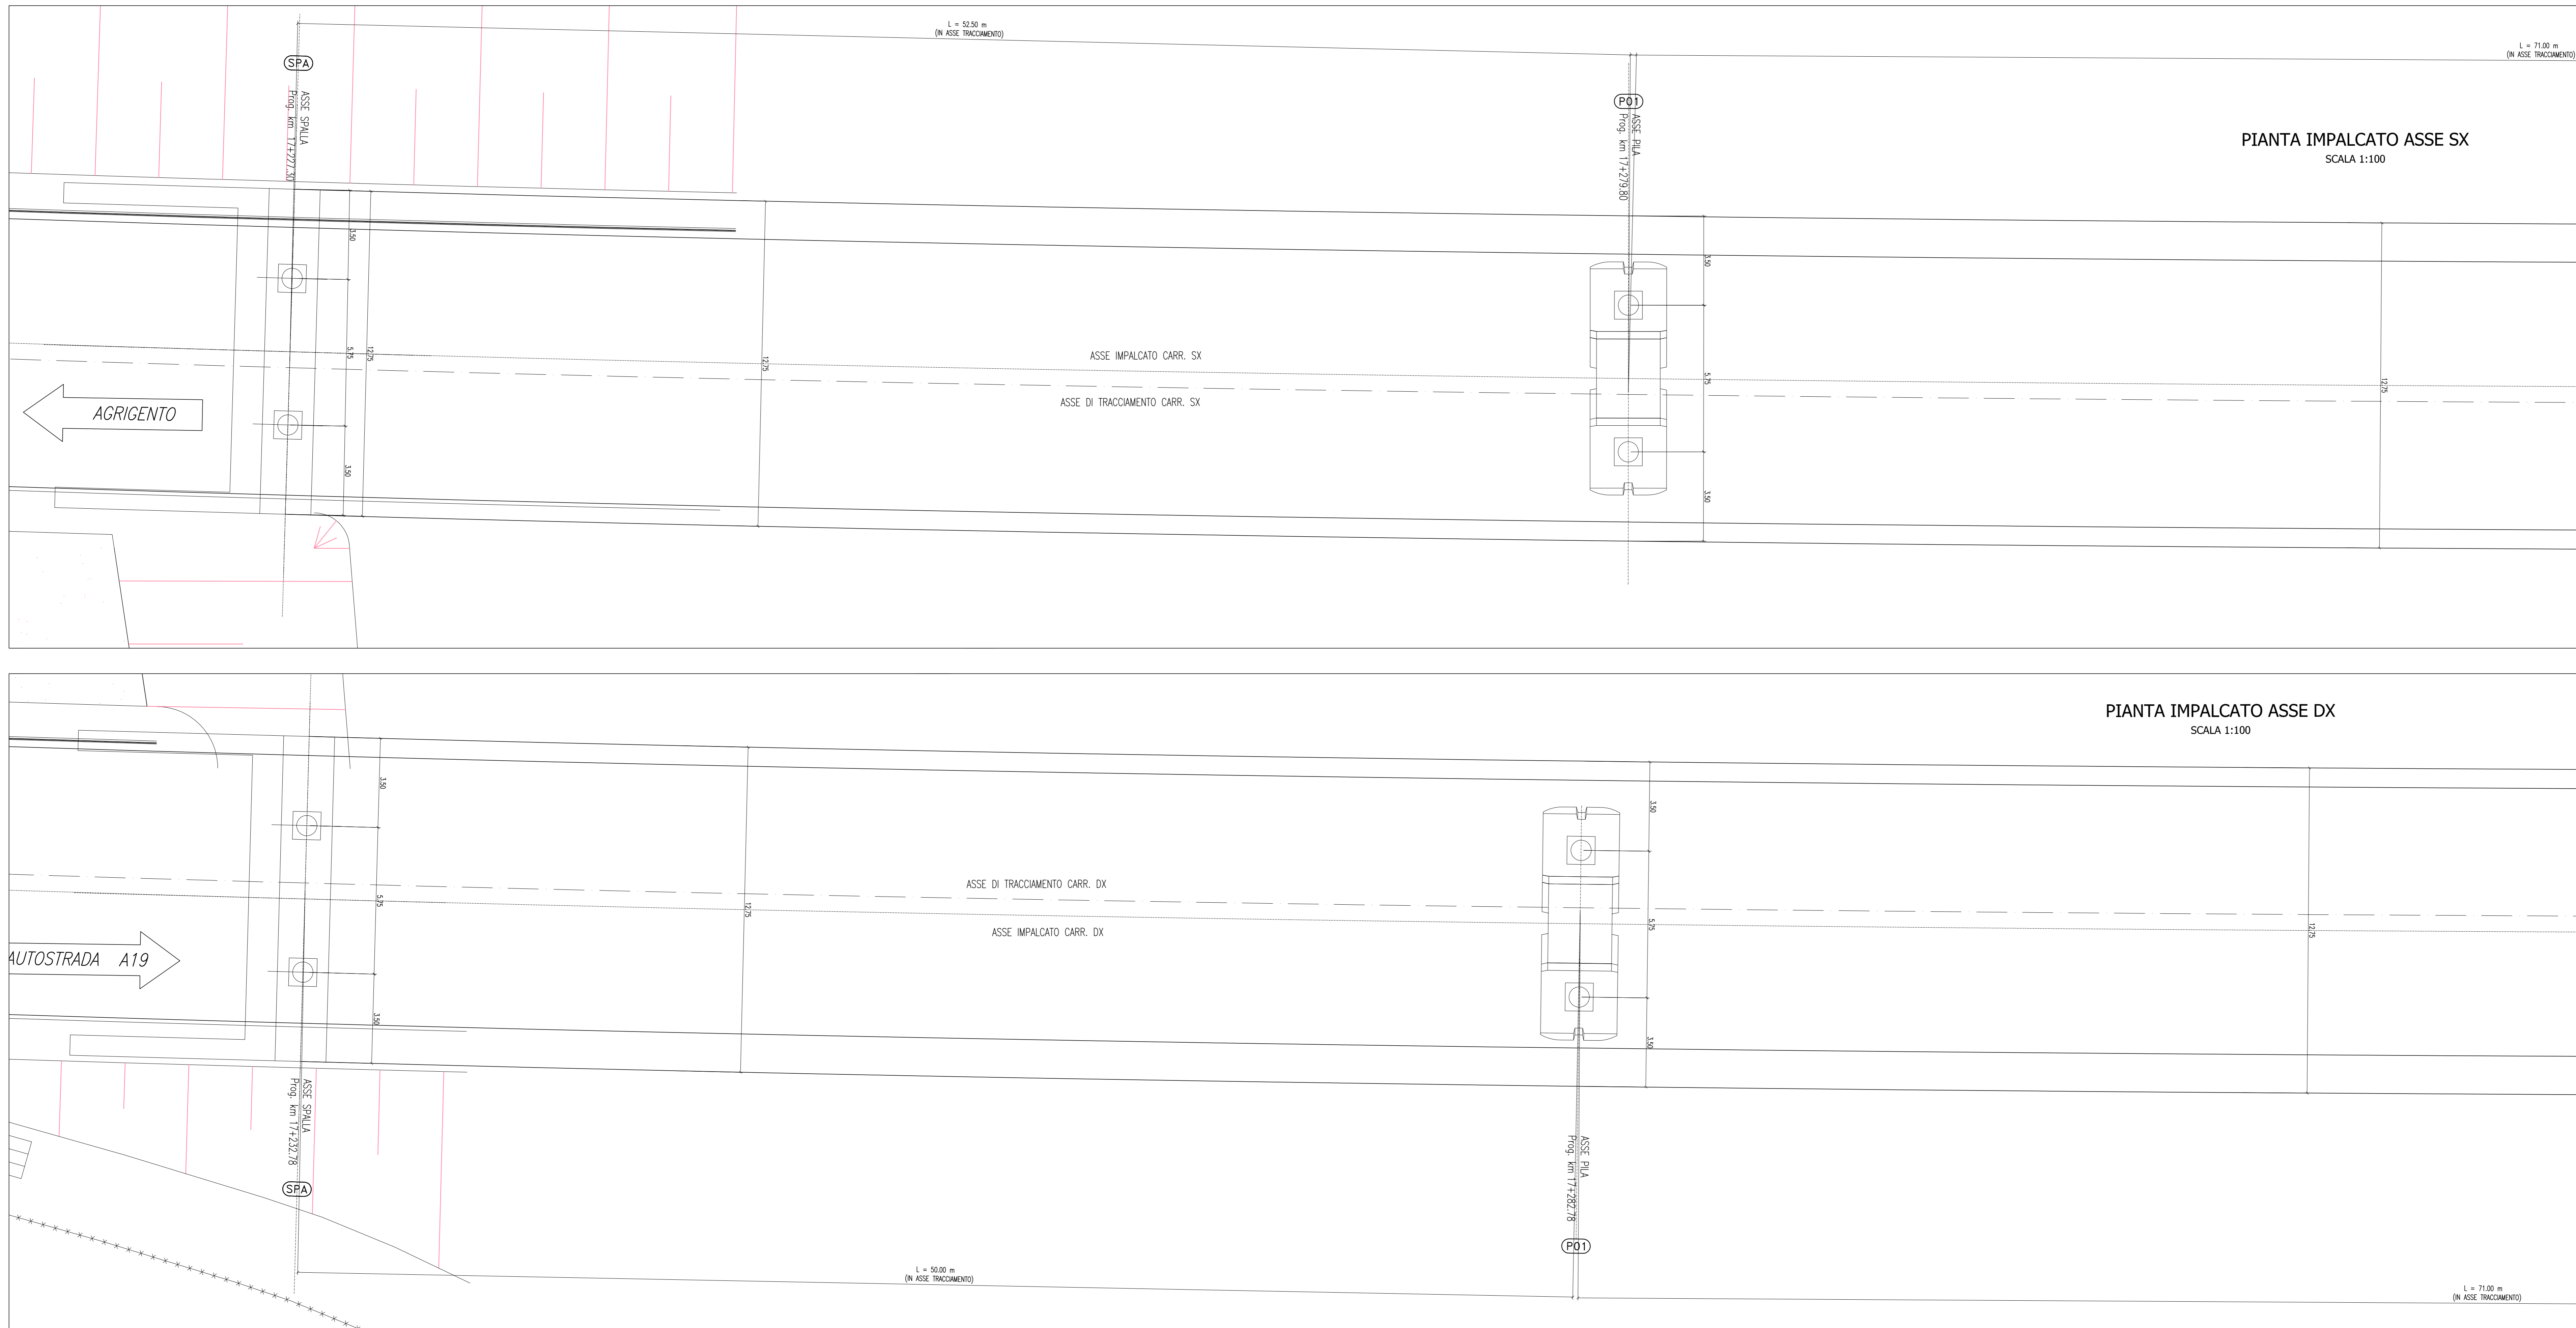 L = 52.50 m
(IN ASSE TRACCIAMENTO)
L = 71.00 m
(IN ASSE TRACCIAMENTO)
SPA
ASSE SPALLA
Prog. km 17+227.30
P01
ASSE PILA
Prog. km 17+279.80
PIANTA IMPALCATO ASSE SX
SCALA 1:100
3.50
5.75
12.75
3.50
12.75
3.50
5.75
3.50
12.75
ASSE IMPALCATO CARR. SX
ASSE DI TRACCIAMENTO CARR. SX
AGRIGENTO
PIANTA IMPALCATO ASSE DX
SCALA 1:100
3.50
5.75
3.50
12.75
3.50
5.75
3.50
12.75
ASSE DI TRACCIAMENTO CARR. DX
ASSE IMPALCATO CARR. DX
AUTOSTRADA A19
ASSE SPALLA
Prog. km 17+232.78
SPA
ASSE PILA
Prog. km 17+282.78
P01
L = 50.00 m
(IN ASSE TRACCIAMENTO)
L = 71.00 m
(IN ASSE TRACCIAMENTO)